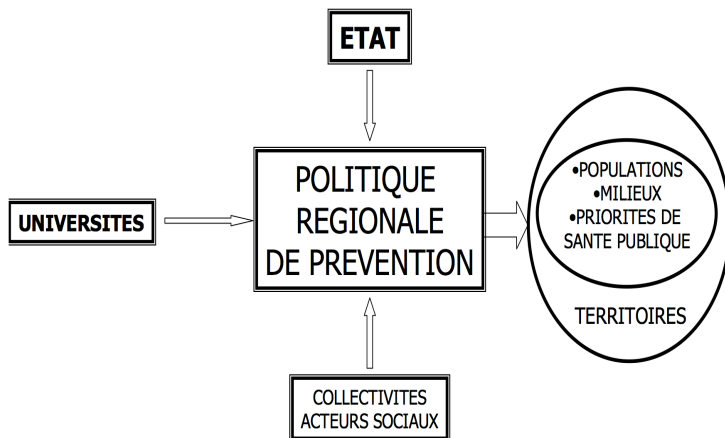 ETAT
POLITIQUE
REGIONALE
DE PREVENTION
UNIVERSITES
•POPULATIONS
•MILIEUX
•PRIORITES DE
SANTE PUBLIQUE
TERRITOIRES
COLLECTIVITES
ACTEURS SOCIAUX